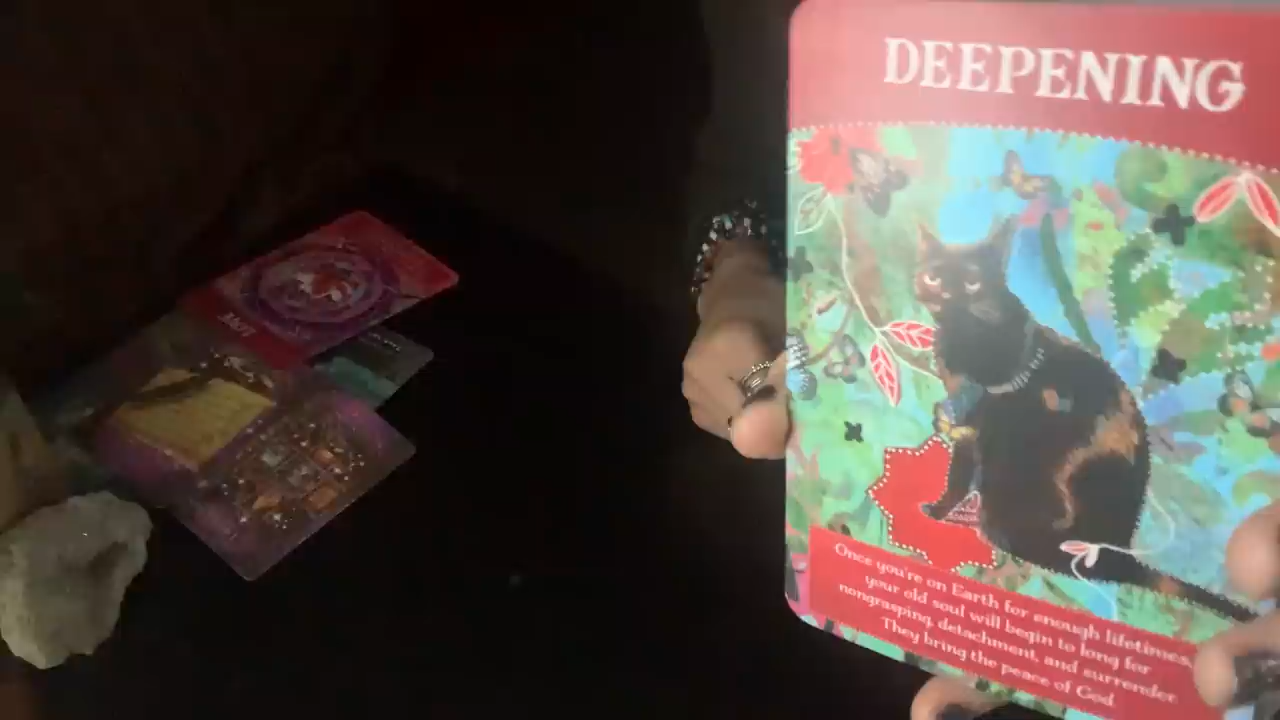 DEEPENING
Once you're on Earth for enough lifetimes,
your old soul will begin to long for
nongrasping, detachment, and surrender.
They bring the peace of God.